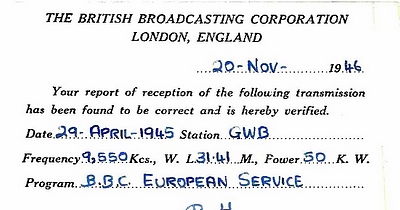 THE BRITISH BROADCASTING CORPORATION
LONDON, ENGLAND
20-Nov- 1946
Your report of reception of the following transmission
has been found to be correct and is hereby verified.
Date 29-APRIL-1945 Station GWB
Frequency 9,550 Kcs., W. L. 31.41 M., Power 50 K. W.
Program B.B.C. EUROPEAN SERVICE